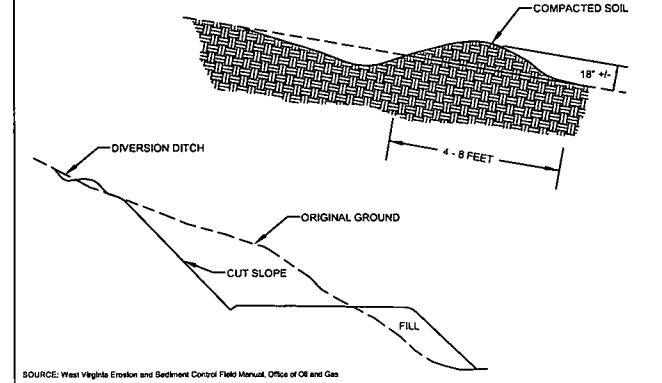 COMPACTED SOIL
18" +/-
4 - 8 FEET
DIVERSION DITCH
ORIGINAL GROUND
CUT SLOPE
FILL
SOURCE: West Virginia Erosion and Sediment Control Field Manual, Office of Oil and Gas